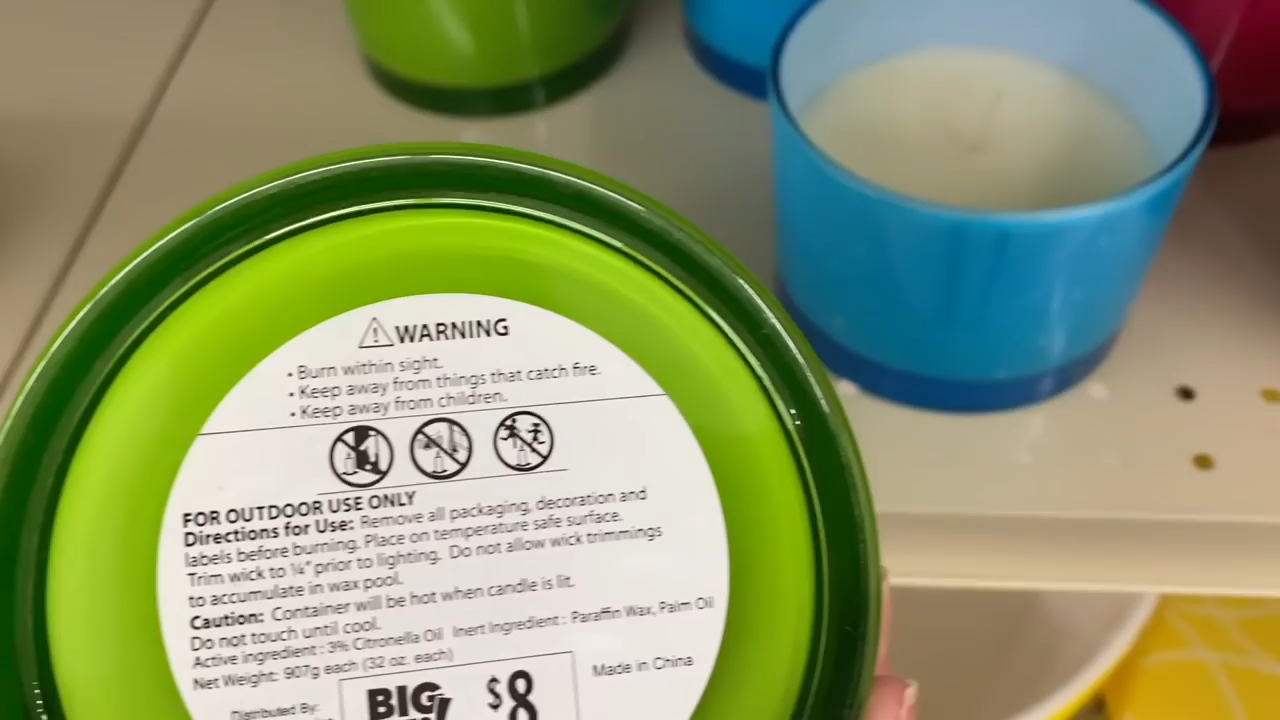 WARNING
• Burn within sight.
• Keep away from things that catch fire.
• Keep away from children.
FOR OUTDOOR USE ONLY
Directions for Use: Remove all packaging, decoration and
labels before burning. Place on temperature safe surface.
Trim wick to ¼" prior to lighting. Do not allow wick trimmings
to accumulate in wax pool.
Caution: Container will be hot when candle is lit.
Do not touch until cool.
Active ingredient : 3% Citronella Oil Inert Ingredient : Paraffin Wax, Palm Oil
Net Weight: 907g each (32 oz. each)
Made in China
Distributed By:
BIG
$8